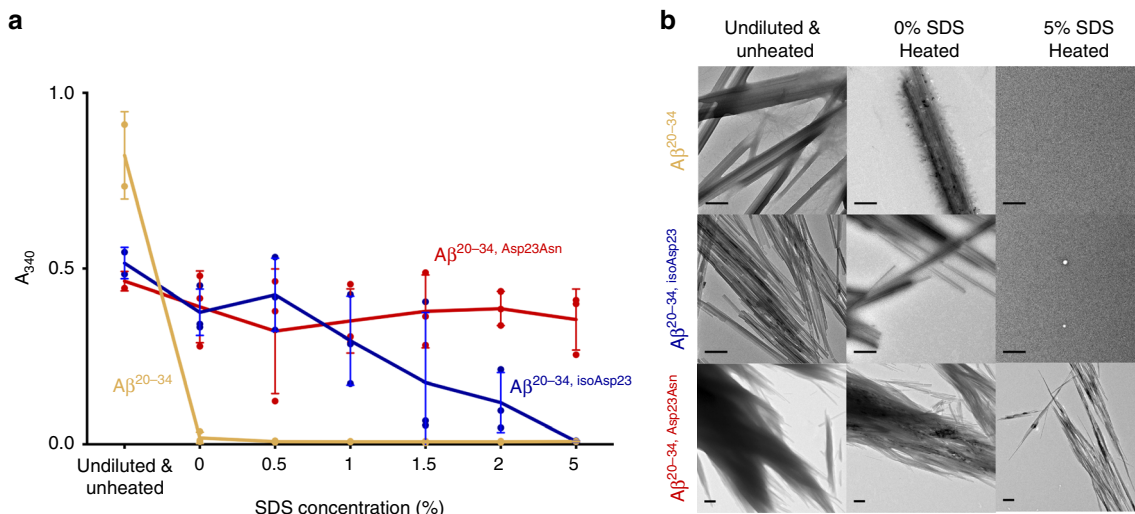 a
1.0
0.5
0.0
A340
Aβ20–34
Aβ20–34, Asp23Asn
Aβ20–34, isoAsp23
Undiluted &
unheated
0
0.5
1
1.5
2
5
SDS concentration (%)
b
Undiluted &
unheated
0% SDS
Heated
5% SDS
Heated
Aβ20–34
Aβ20–34, isoAsp23
Aβ20–34, Asp23Asn